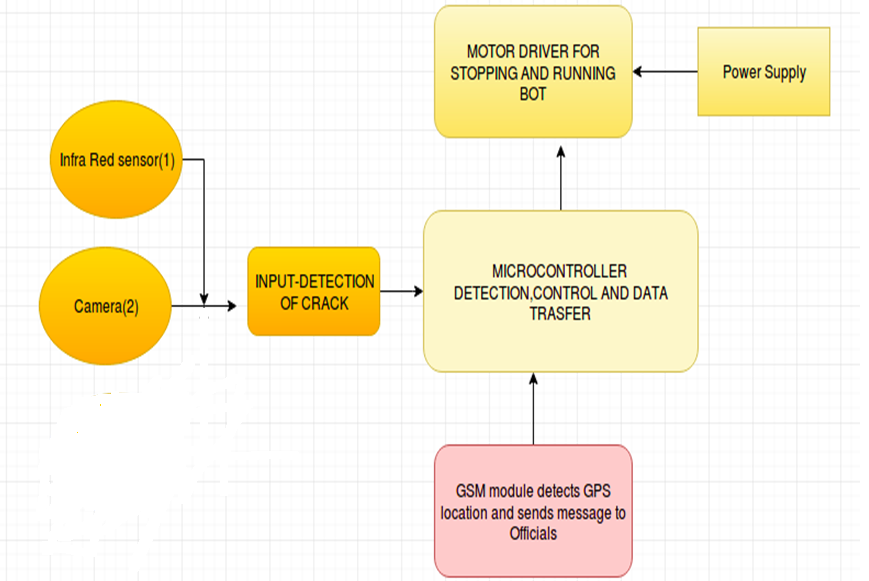 MOTOR DRIVER FOR
STOPPING AND RUNNING
BOT
Power Supply
Infra Red sensor(1)
Camera(2)
INPUT-DETECTION
OF CRACK
MICROCONTROLLER
DETECTION,CONTROL AND DATA
TRASFER
GSM module detects GPS
location and sends message to
Officials